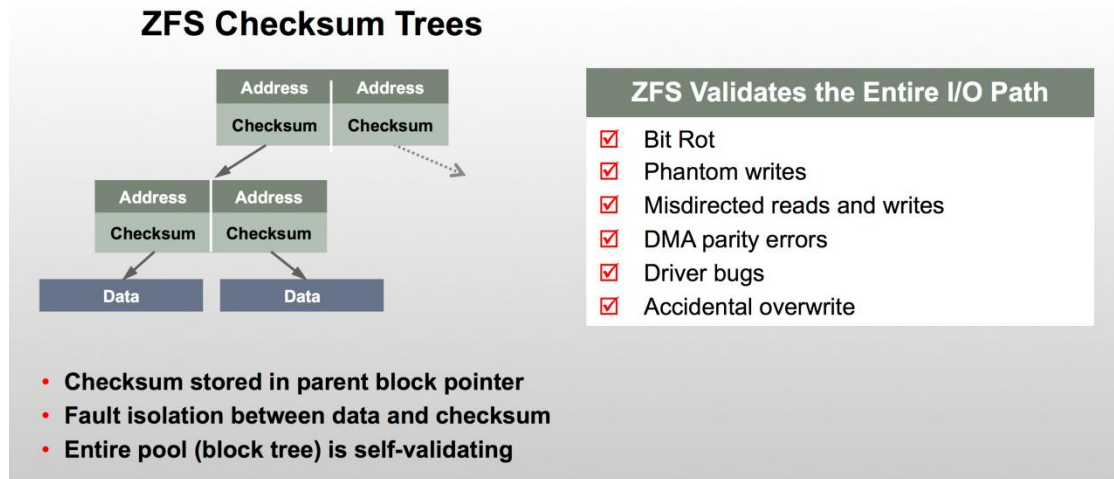 ZFS Checksum Trees
Address Address
Checksum Checksum
Address Address
Checksum Checksum
Data Data
• Checksum stored in parent block pointer
• Fault isolation between data and checksum
• Entire pool (block tree) is self-validating
ZFS Validates the Entire I/O Path
Bit Rot
Phantom writes
Misdirected reads and writes
DMA parity errors
Driver bugs
Accidental overwrite